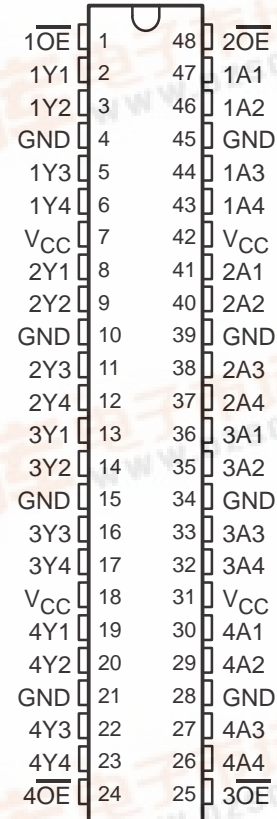 1O̅E̅ 1 48 2O̅E̅
1Y1 2 47 1A1
1Y2 3 46 1A2
GND 4 45 GND
1Y3 5 44 1A3
1Y4 6 43 1A4
VCC 7 42 VCC
2Y1 8 41 2A1
2Y2 9 40 2A2
GND 10 39 GND
2Y3 11 38 2A3
2Y4 12 37 2A4
3Y1 13 36 3A1
3Y2 14 35 3A2
GND 15 34 GND
3Y3 16 33 3A3
3Y4 17 32 3A4
VCC 18 31 VCC
4Y1 19 30 4A1
4Y2 20 29 4A2
GND 21 28 GND
4Y3 22 27 4A3
4Y4 23 26 4A4
4O̅E̅ 24 25 3O̅E̅